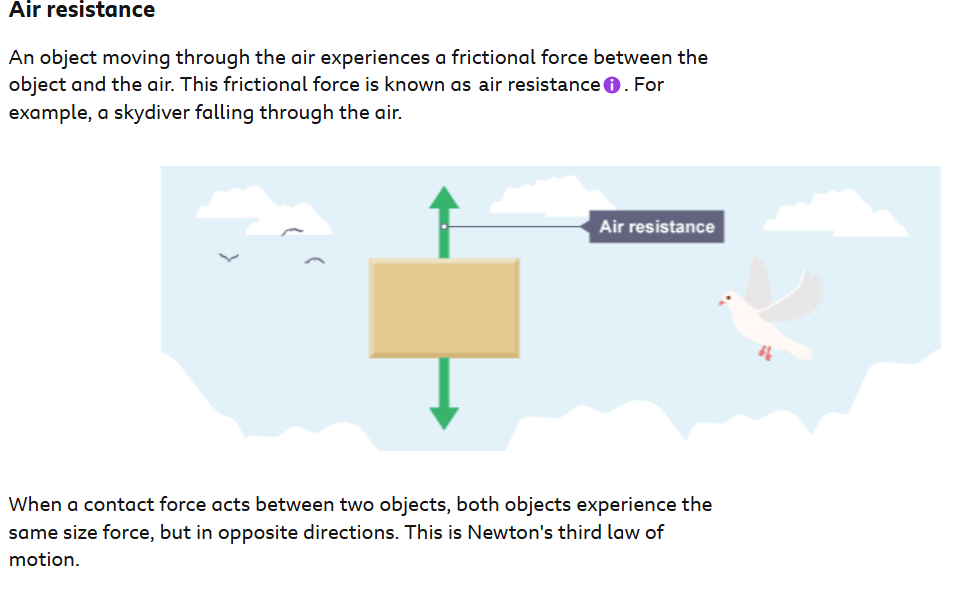 Air resistance
An object moving through the air experiences a frictional force between the
object and the air. This frictional force is known as air resistance i . For
example, a skydiver falling through the air.
Air resistance
When a contact force acts between two objects, both objects experience the
same size force, but in opposite directions. This is Newton's third law of
motion.